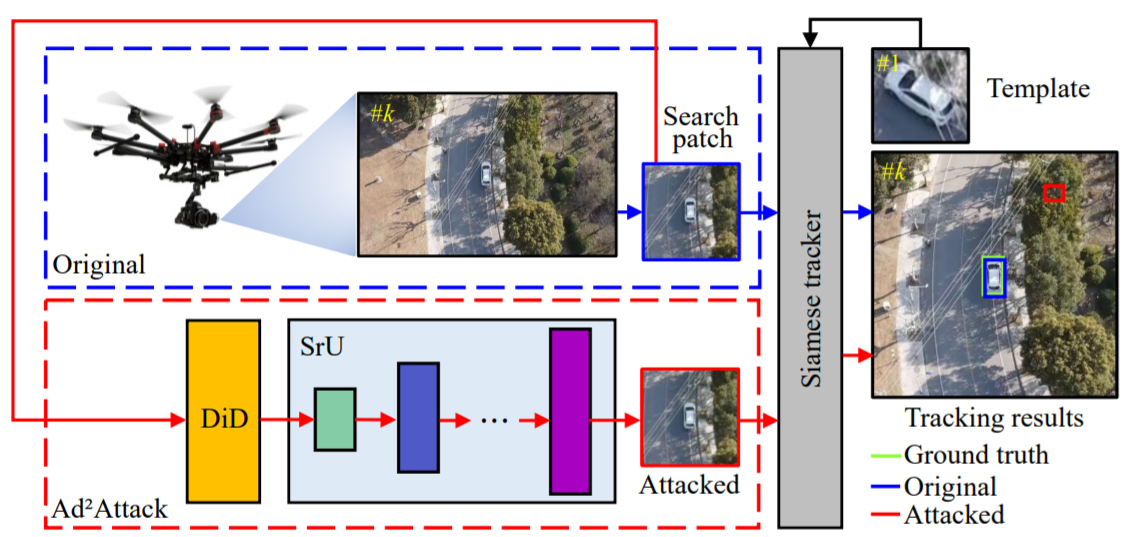 #k
Search
patch
Original
Siamese tracker
#1
Template
#k
Tracking results
Ground truth
Original
Attacked
DiD
SrU
...
Attacked
Ad²Attack